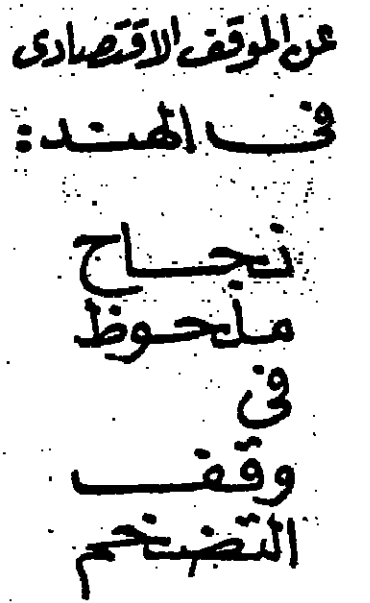 عن الموقف الاقتصادى
فى الهند :
نجاح
ملحوظ
فى
وقف
التضخم